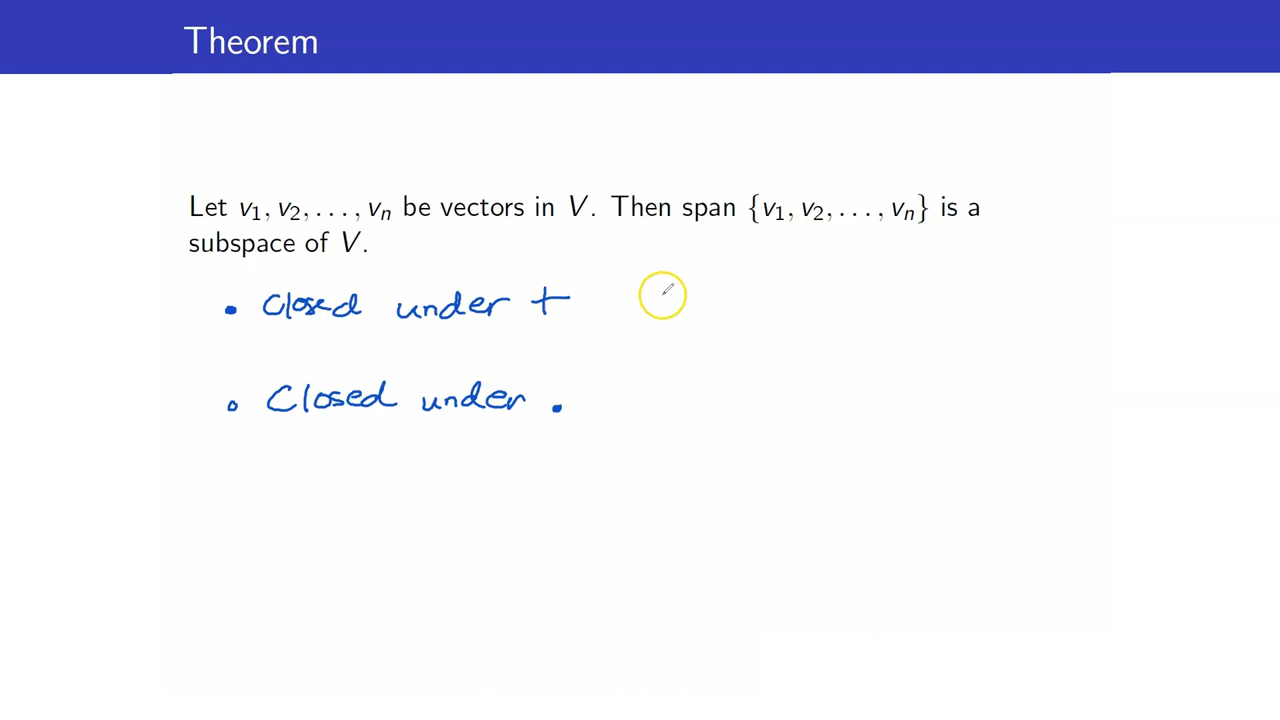 Theorem
Let v₁, v₂, . . . , vₙ be vectors in V. Then span {v₁, v₂, . . . , vₙ} is a
subspace of V.
• Closed under +
• Closed under ·